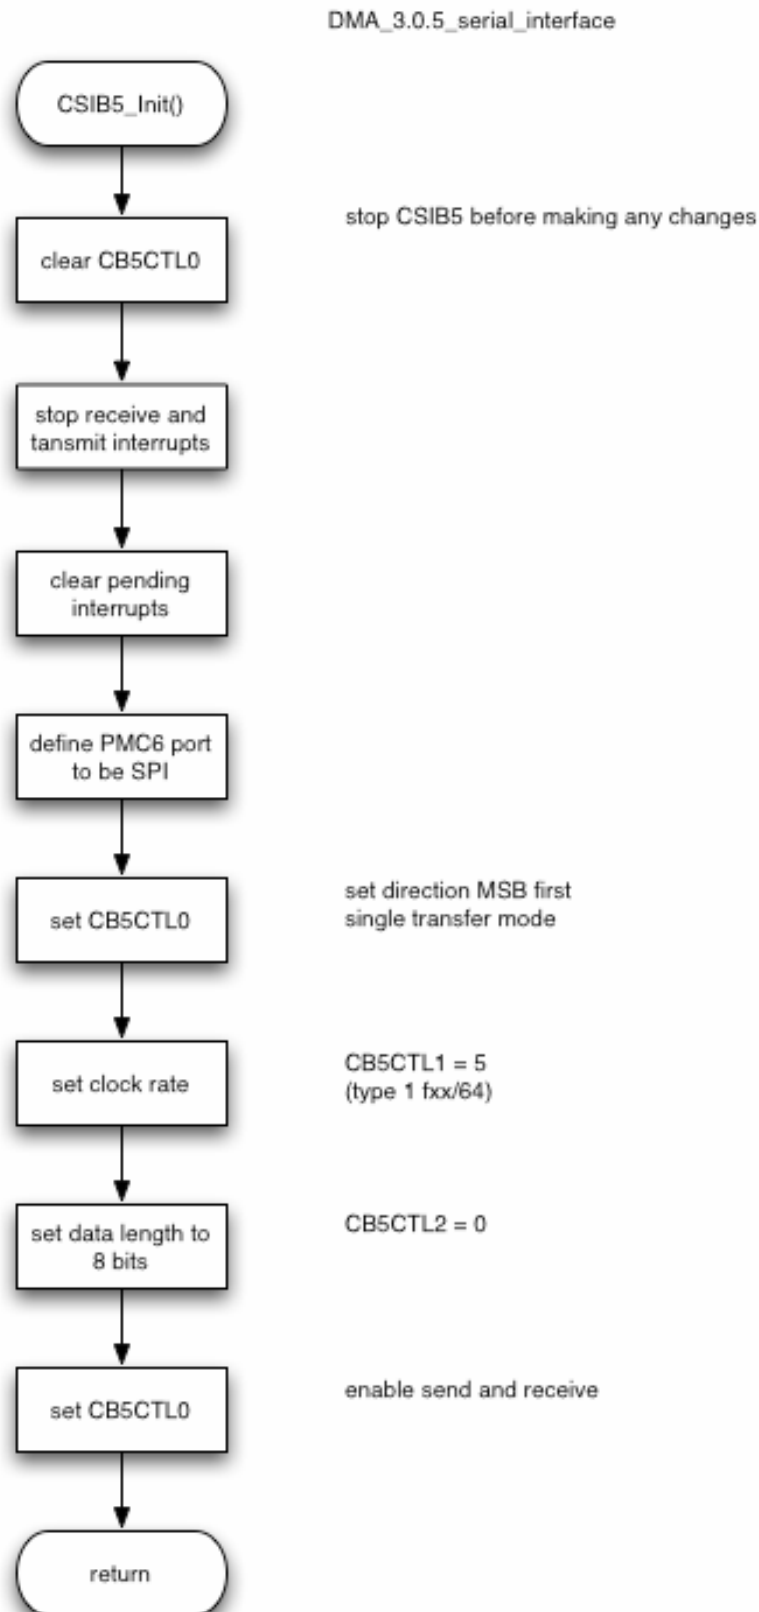 DMA_3.0.5_serial_interface
CSIB5_Init()
stop CSIB5 before making any changes
clear CB5CTL0
stop receive and
tansmit interrupts
clear pending
interrupts
define PMC6 port
to be SPI
set direction MSB first
single transfer mode
set CB5CTL0
CB5CTL1 = 5
(type 1 fxx/64)
set clock rate
CB5CTL2 = 0
set data length to
8 bits
enable send and receive
set CB5CTL0
return